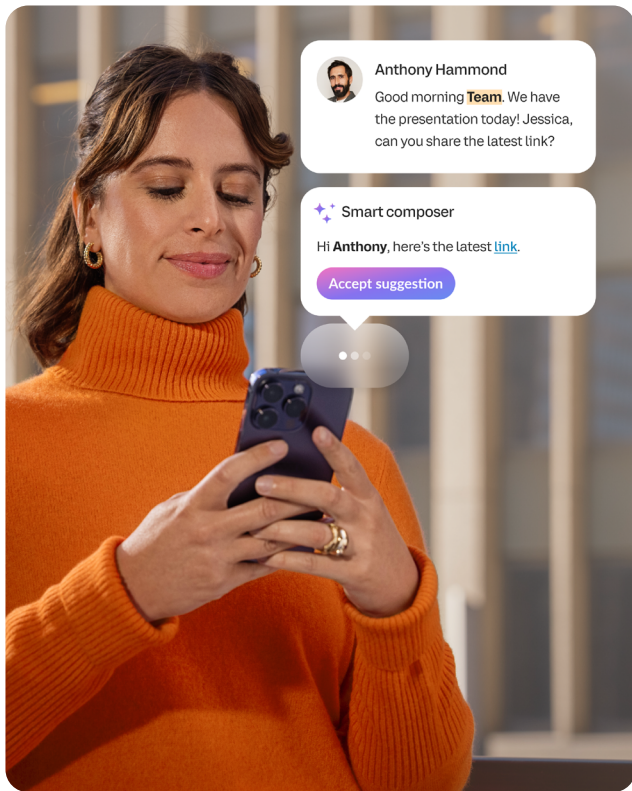 Anthony Hammond
Good morning Team. We have
the presentation today! Jessica,
can you share the latest link?
Smart composer
Hi Anthony, here's the latest link.
Accept suggestion